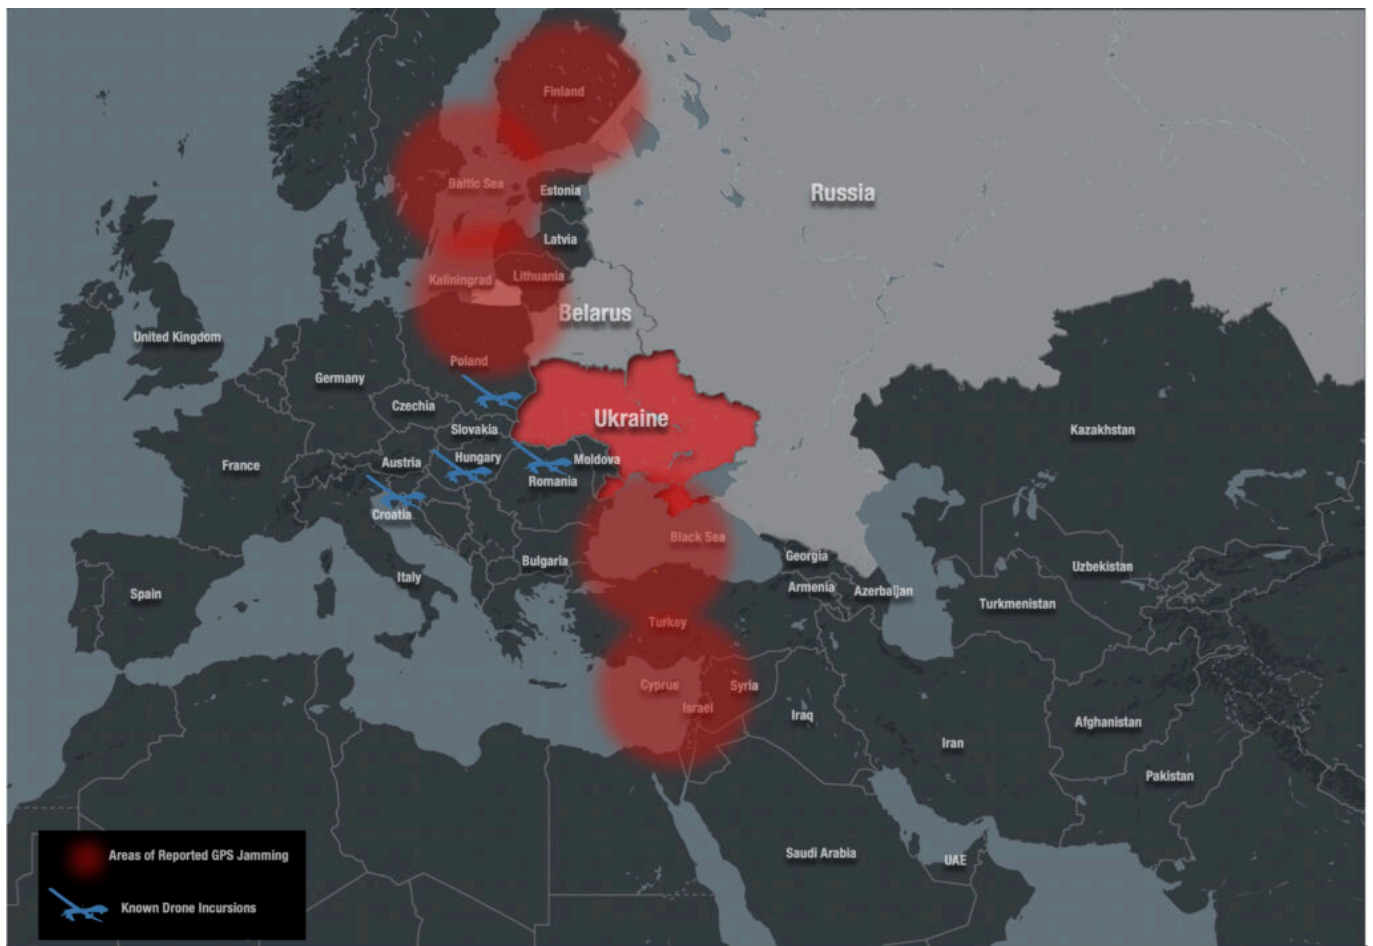 Finland
Baltic Sea
Estonia
Russia
Latvia
Kaliningrad
Lithuania
Belarus
United Kingdom
Poland
Germany
Czechia
Ukraine
Slovakia
Kazakhstan
France
Austria
Hungary
Moldova
Romania
Croatia
Black Sea
Bulgaria
Georgia
Uzbekistan
Italy
Armenia
Azerbaijan
Spain
Turkmenistan
Turkey
Cyprus
Syria
Israel
Iraq
Afghanistan
Iran
Pakistan
Saudi Arabia
UAE
Areas of Reported GPS Jamming
Known Drone Incursions